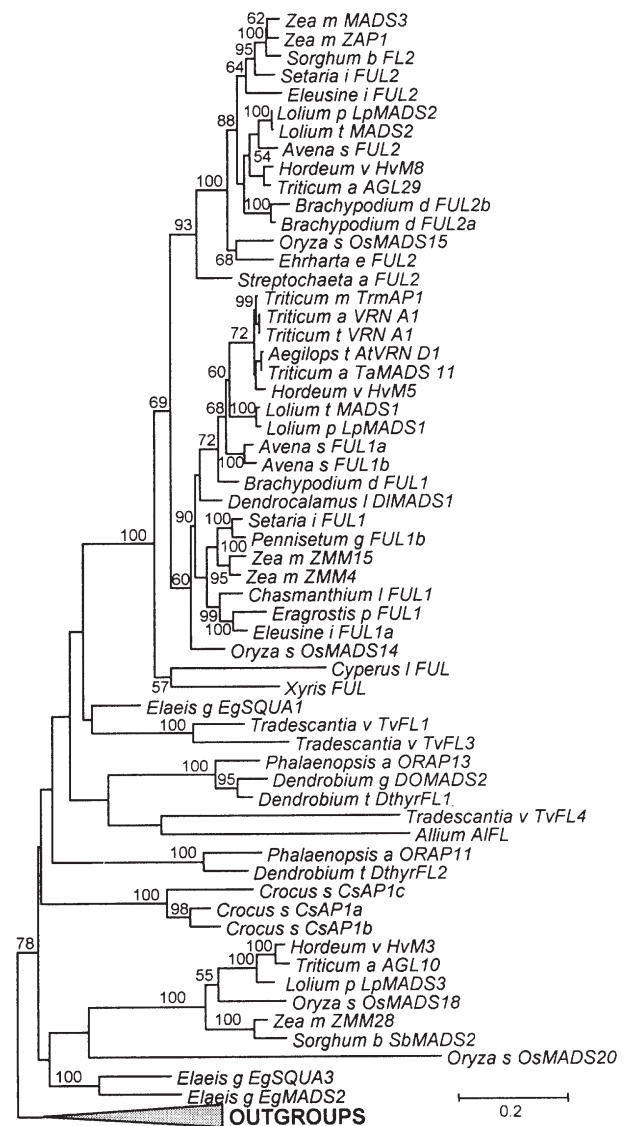 62
Zea m MADS3
100
Zea m ZAP1
95
Sorghum b FL2
64
Setaria i FUL2
Eleusine i FUL2
88
100
Lolium p LpMADS2
Lolium t MADS2
Avena s FUL2
54
Hordeum v HvM8
100
Triticum a AGL29
100
Brachypodium d FUL2b
Brachypodium d FUL2a
93
Oryza s OsMADS15
68
Ehrharta e FUL2
Streptochaeta a FUL2
99
Triticum m TrmAP1
Triticum a VRN A1
72
Triticum t VRN A1
Aegilops t AtVRN D1
60
Triticum a TaMADS 11
Hordeum v HvM5
69
68
100
Lolium t MADS1
Lolium p LpMADS1
72
Avena s FUL1a
100
Avena s FUL1b
Brachypodium d FUL1
Dendrocalamus l DlMADS1
90
100
Setaria i FUL1
100
Pennisetum g FUL1b
100
Zea m ZMM15
60
95
Zea m ZMM4
Chasmanthium l FUL1
99
Eragrostis p FUL1
100
Eleusine i FUL1a
Oryza s OsMADS14
Cyperus l FUL
57
Xyris FUL
Elaeis g EgSQUA1
100
Tradescantia v TvFL1
Tradescantia v TvFL3
100
Phalaenopsis a ORAP13
95
Dendrobium g DOMADS2
Dendrobium t DthyrFL1
Tradescantia v TvFL4
Allium AlFL
100
Phalaenopsis a ORAP11
Dendrobium t DthyrFL2
100
Crocus s CsAP1c
98
Crocus s CsAP1a
Crocus s CsAP1b
78
100
Hordeum v HvM3
100
Triticum a AGL10
55
Lolium p LpMADS3
100
Oryza s OsMADS18
100
Zea m ZMM28
Sorghum b SbMADS2
Oryza s OsMADS20
100
Elaeis g EgSQUA3
Elaeis g EgMADS2
OUTGROUPS
0.2